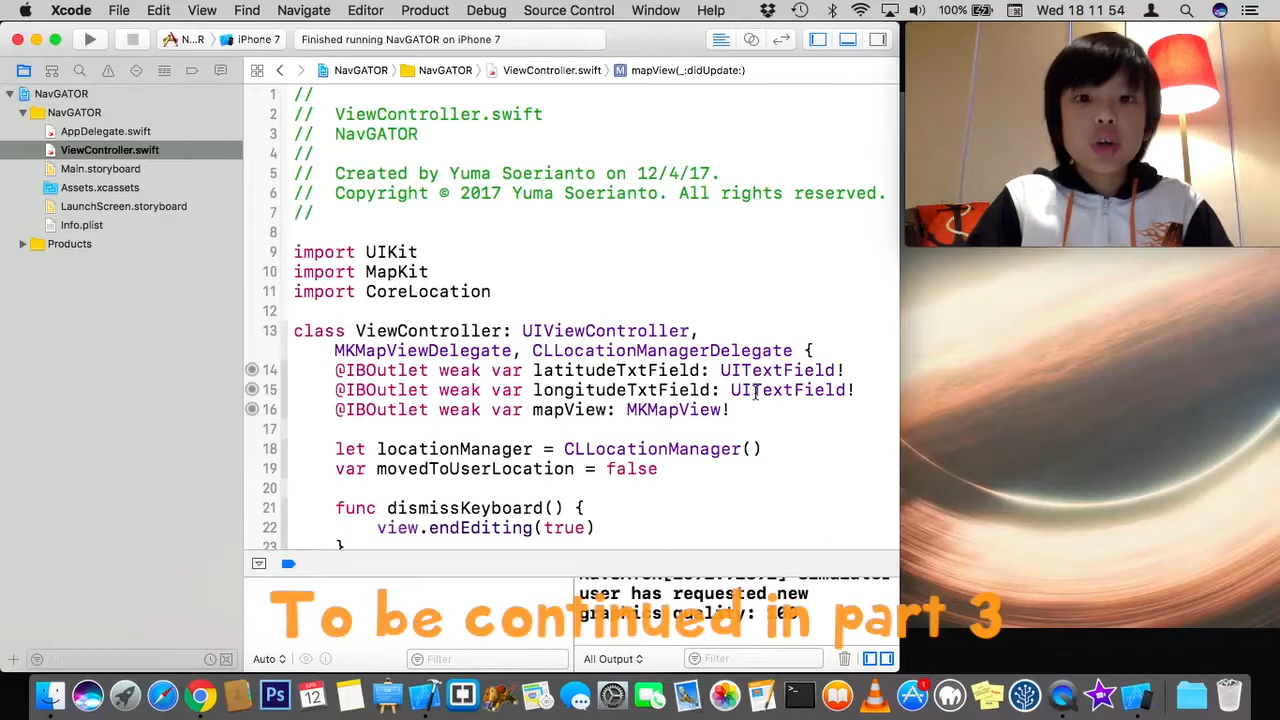 Xcode File Edit View Find Navigate Editor Product Debug Source Control Window Help 100% Wed 18 11 54
N...R iPhone 7 Finished running NavGATOR on iPhone 7
NavGATOR NavGATOR ViewController.swift M mapView(_:didUpdate:)
NavGATOR
NavGATOR
AppDelegate.swift
ViewController.swift
Main.storyboard
Assets.xcassets
LaunchScreen.storyboard
Info.plist
Products
1 //
2 // ViewController.swift
3 // NavGATOR
4 //
5 // Created by Yuma Soerianto on 12/4/17.
6 // Copyright © 2017 Yuma Soerianto. All rights reserved.
7 //
8
9 import UIKit
10 import MapKit
11 import CoreLocation
12
13 class ViewController: UIViewController,
MKMapViewDelegate, CLLocationManagerDelegate {
14 @IBOutlet weak var latitudeTxtField: UITextField!
15 @IBOutlet weak var longitudeTxtField: UITextField!
16 @IBOutlet weak var mapView: MKMapView!
17
18 let locationManager = CLLocationManager()
19 var movedToUserLocation = false
20
21 func dismissKeyboard() {
22 view.endEditing(true)
23 }
user has requested new
graphics quality: 100
To be continued in part 3
Auto Filter All Output Filter